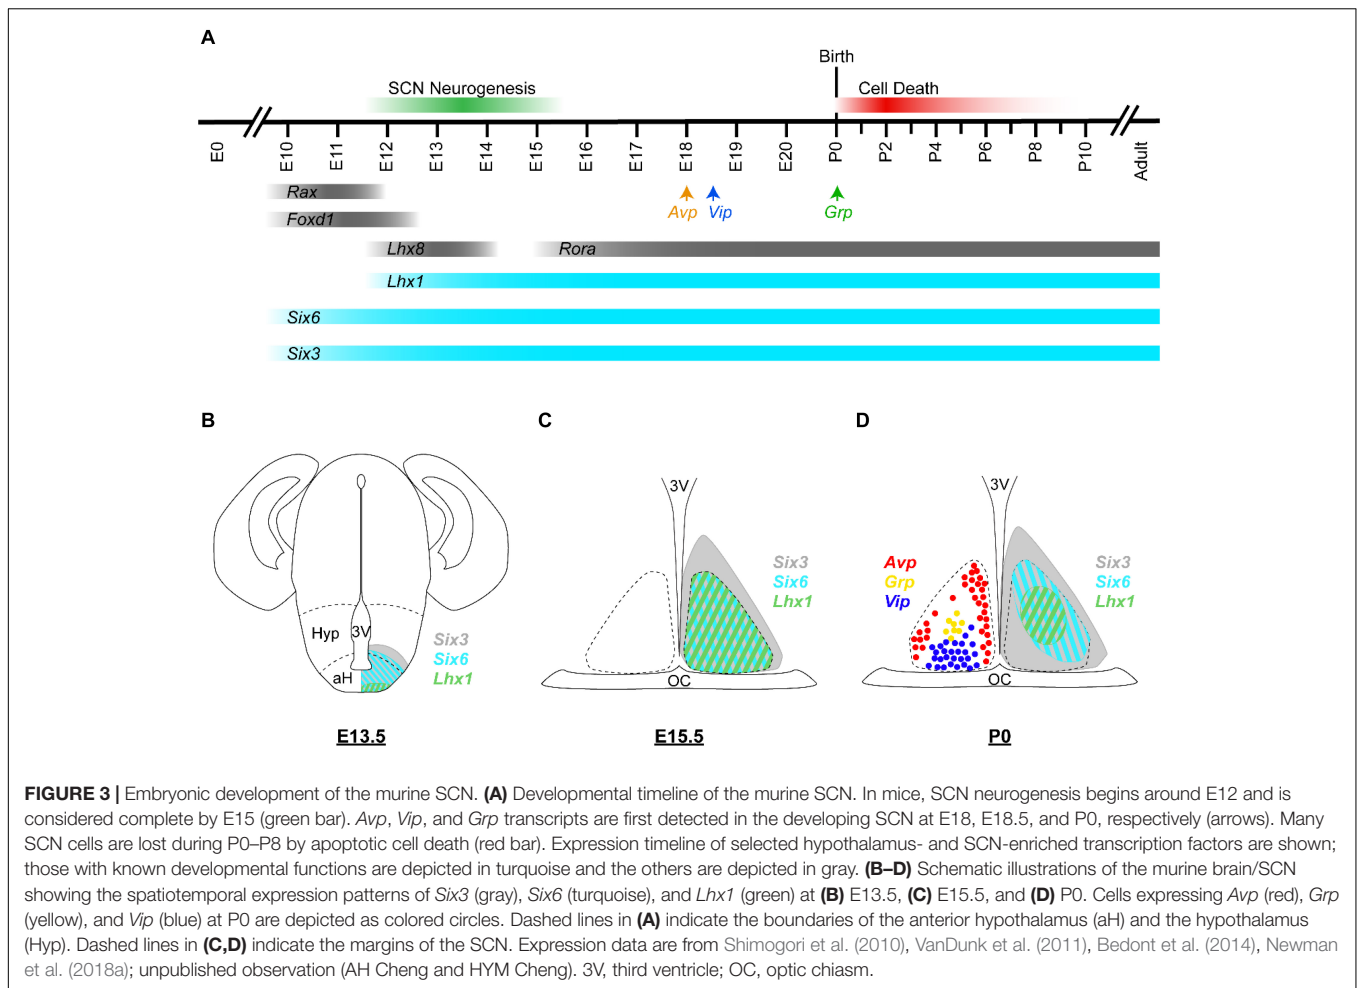 A
Birth
SCN Neurogenesis
Cell Death
E0
E10
E11
E12
E13
E14
E15
E16
E17
E18
E19
E20
P0
P2
P4
P6
P8
P10
Adult
Rax
Avp
Vip
Grp
Foxd1
Lhx8
Rora
Lhx1
Six6
Six3
B
Hyp
3V
aH
Six3
Six6
Lhx1
E13.5
C
3V
Six3
Six6
Lhx1
OC
E15.5
D
3V
Avp
Grp
Vip
Six3
Six6
Lhx1
OC
P0
FIGURE 3 | Embryonic development of the murine SCN. (A) Developmental timeline of the murine SCN. In mice, SCN neurogenesis begins around E12 and is
considered complete by E15 (green bar). Avp, Vip, and Grp transcripts are first detected in the developing SCN at E18, E18.5, and P0, respectively (arrows). Many
SCN cells are lost during P0–P8 by apoptotic cell death (red bar). Expression timeline of selected hypothalamus- and SCN-enriched transcription factors are shown;
those with known developmental functions are depicted in turquoise and the others are depicted in gray. (B–D) Schematic illustrations of the murine brain/SCN
showing the spatiotemporal expression patterns of Six3 (gray), Six6 (turquoise), and Lhx1 (green) at (B) E13.5, (C) E15.5, and (D) P0. Cells expressing Avp (red), Grp
(yellow), and Vip (blue) at P0 are depicted as colored circles. Dashed lines in (A) indicate the boundaries of the anterior hypothalamus (aH) and the hypothalamus
(Hyp). Dashed lines in (C,D) indicate the margins of the SCN. Expression data are from Shimogori et al. (2010), VanDunk et al. (2011), Bedont et al. (2014), Newman
et al. (2018a); unpublished observation (AH Cheng and HYM Cheng). 3V, third ventricle; OC, optic chiasm.